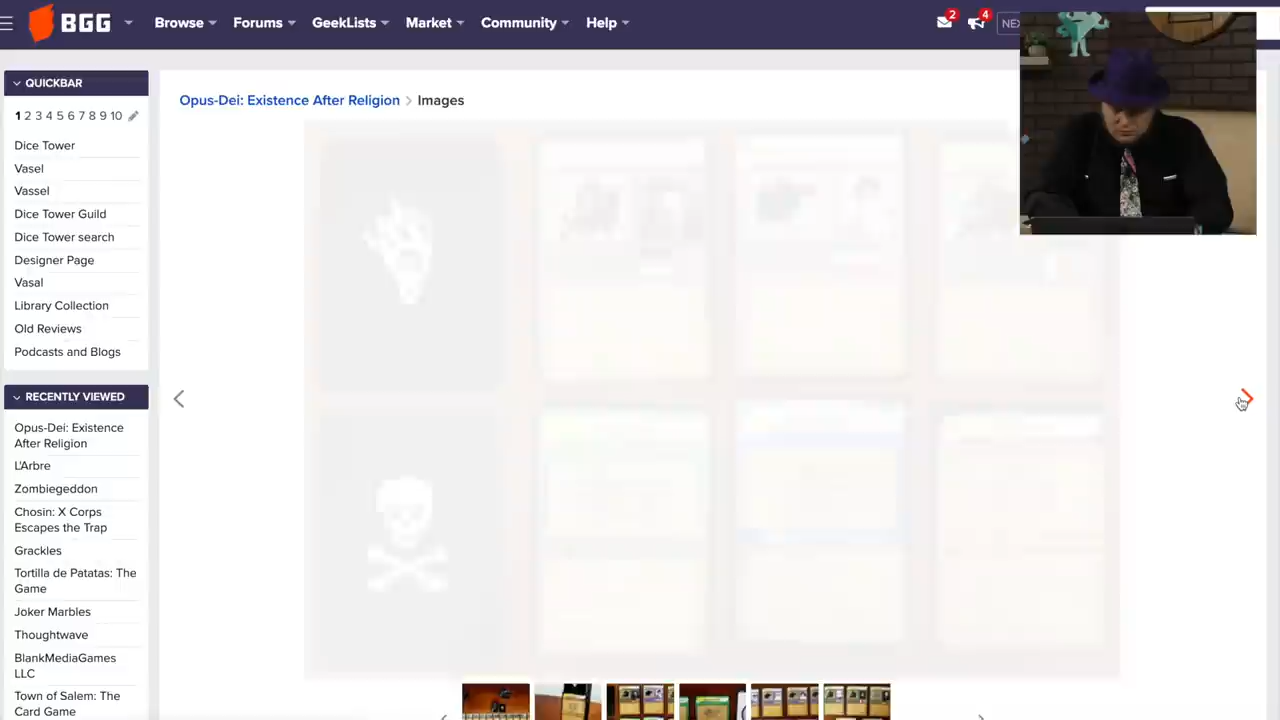 BGG
Browse
Forums
GeekLists
Market
Community
Help
2
4
NEX
QUICKBAR
1 2 3 4 5 6 7 8 9 10
Dice Tower
Vasel
Vassel
Dice Tower Guild
Dice Tower search
Designer Page
Vasal
Library Collection
Old Reviews
Podcasts and Blogs
RECENTLY VIEWED
Opus-Dei: Existence
After Religion
L'Arbre
Zombiegeddon
Chosin: X Corps
Escapes the Trap
Grackles
Tortilla de Patatas: The
Game
Joker Marbles
Thoughtwave
BlankMediaGames
LLC
Town of Salem: The
Card Game
Opus-Dei: Existence After Religion > Images